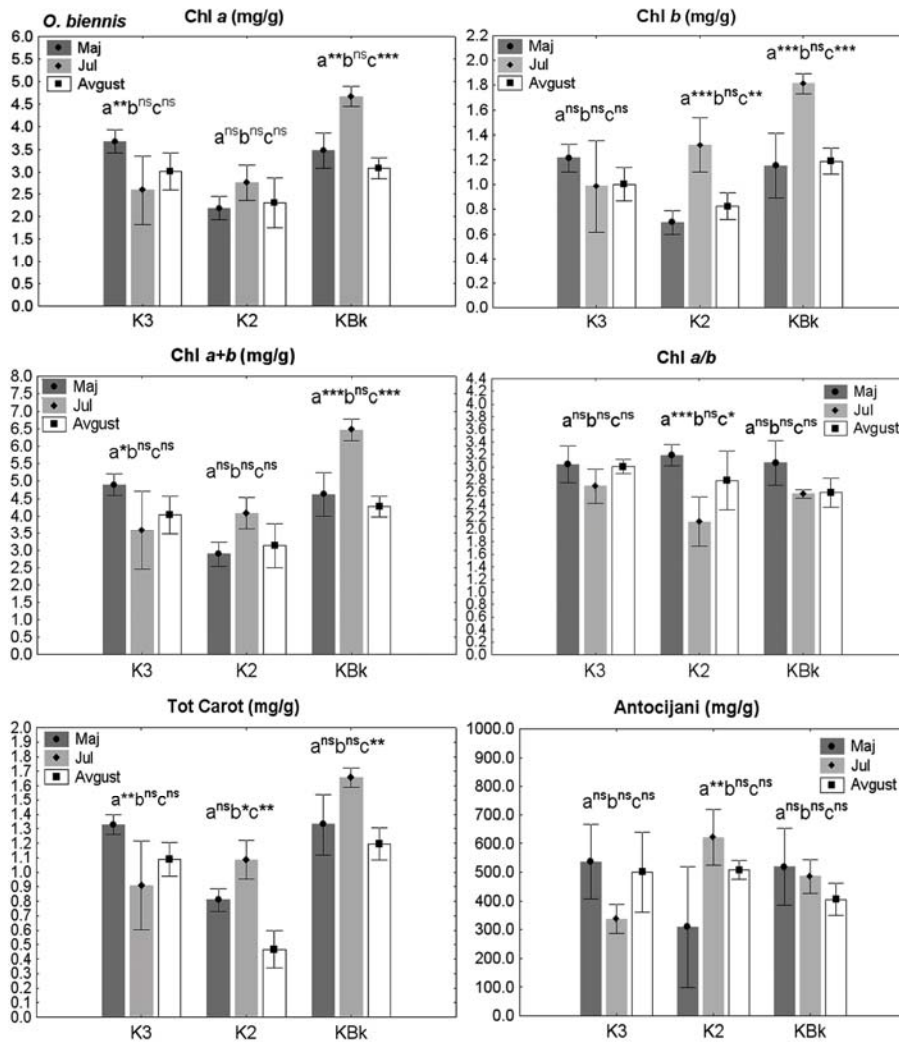 O. biennis
Chl a (mg/g)
6.0
5.5
5.0
4.5
4.0
3.5
3.0
2.5
2.0
1.5
1.0
0.5
0.0
Maj
Jul
Avgust
a**b^ns c^ns
a^ns b^ns c^ns
a**b^ns c***
K3 K2 KBk
Chl b (mg/g)
2.2
2.0
1.8
1.6
1.4
1.2
1.0
0.8
0.6
0.4
0.2
0.0
Maj
Jul
Avgust
a^ns b^ns c^ns
a***b^ns c**
a***b^ns c***
K3 K2 KBk
Chl a+b (mg/g)
8.0
7.5
7.0
6.5
6.0
5.5
5.0
4.5
4.0
3.5
3.0
2.5
2.0
1.5
1.0
0.5
0.0
Maj
Jul
Avgust
a*b^ns c^ns
a^ns b^ns c^ns
a***b^ns c***
K3 K2 KBk
Chl a/b
4.4
4.2
4.0
3.8
3.6
3.4
3.2
3.0
2.8
2.6
2.4
2.2
2.0
1.8
1.6
1.4
1.2
1.0
0.8
0.6
0.4
0.2
0.0
Maj
Jul
Avgust
a^ns b^ns c^ns
a***b^ns c*
a^ns b^ns c^ns
K3 K2 KBk
Tot Carot (mg/g)
2.0
1.9
1.8
1.7
1.6
1.5
1.4
1.3
1.2
1.1
1.0
0.9
0.8
0.7
0.6
0.5
0.4
0.3
0.2
0.1
0.0
Maj
Jul
Avgust
a**b^ns c^ns
a^ns b*c**
a^ns b^ns c**
K3 K2 KBk
Antocijani (mg/g)
1000.0
900.0
800.0
700.0
600.0
500.0
400.0
300.0
200.0
100.0
0.0
Maj
Jul
Avgust
a^ns b^ns c^ns
a**b^ns c^ns
a^ns b^ns c^ns
K3 K2 KBk